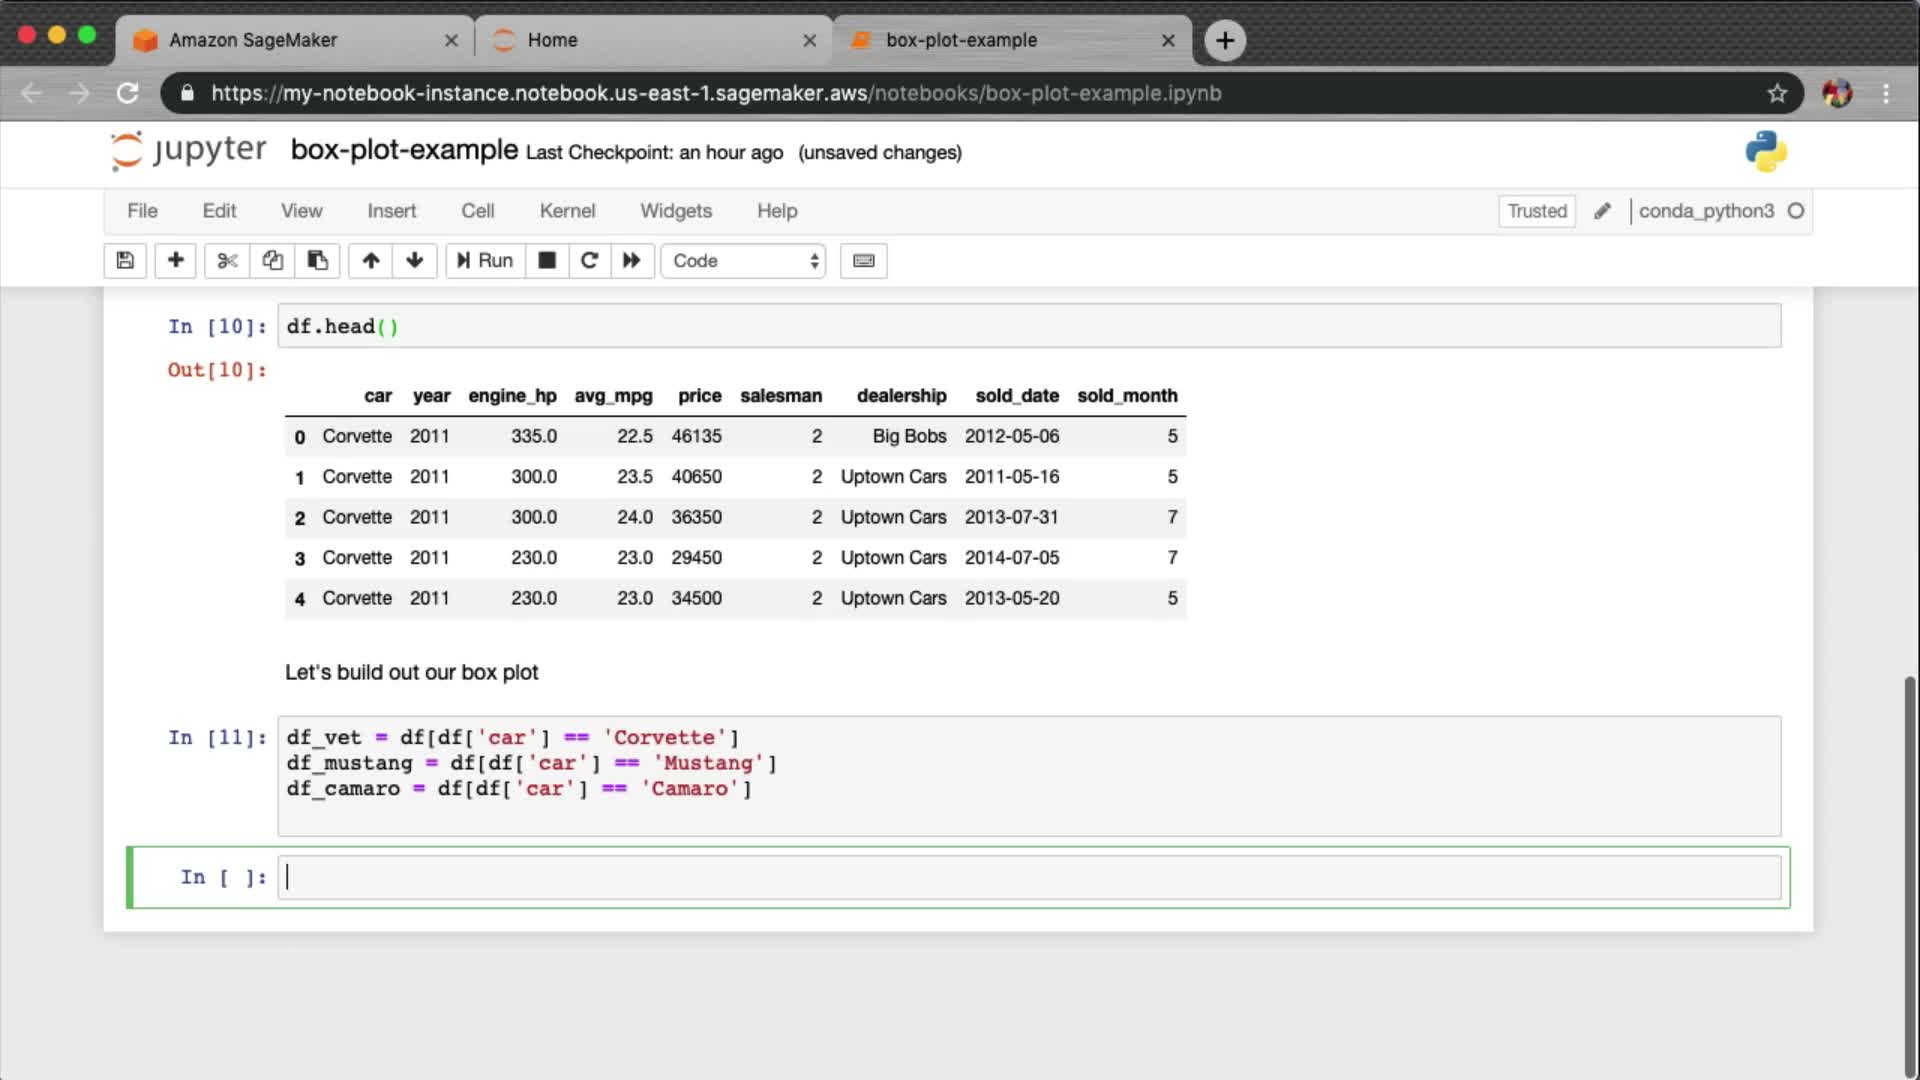 Amazon SageMaker
Home
box-plot-example
https://my-notebook-instance.notebook.us-east-1.sagemaker.aws/notebooks/box-plot-example.ipynb
jupyter box-plot-example Last Checkpoint: an hour ago (unsaved changes)
File Edit View Insert Cell Kernel Widgets Help Trusted conda_python3
Run Code
In [10]: df.head()
Out[10]:
car year engine_hp avg_mpg price salesman dealership sold_date sold_month
0 Corvette 2011 335.0 22.5 46135 2 Big Bobs 2012-05-06 5
1 Corvette 2011 300.0 23.5 40650 2 Uptown Cars 2011-05-16 5
2 Corvette 2011 300.0 24.0 36350 2 Uptown Cars 2013-07-31 7
3 Corvette 2011 230.0 23.0 29450 2 Uptown Cars 2014-07-05 7
4 Corvette 2011 230.0 23.0 34500 2 Uptown Cars 2013-05-20 5
Let's build out our box plot
In [11]: df_vet = df[df['car'] == 'Corvette']
df_mustang = df[df['car'] == 'Mustang']
df_camaro = df[df['car'] == 'Camaro']
In [ ]: